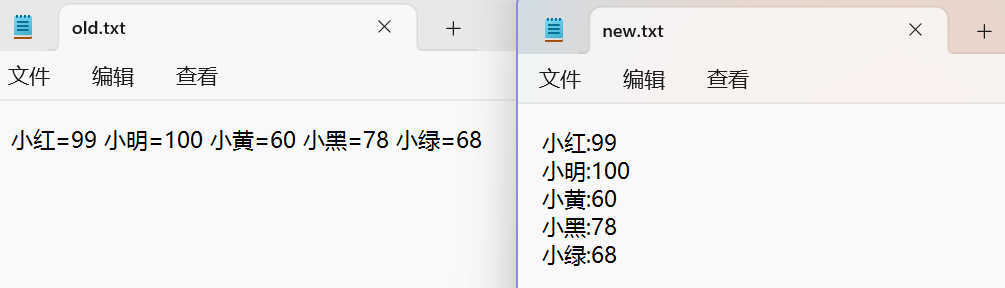 old.txt
文件 编辑 查看
小红=99 小明=100 小黄=60 小黑=78 小绿=68
new.txt
文件 编辑 查看
小红:99
小明:100
小黄:60
小黑:78
小绿:68